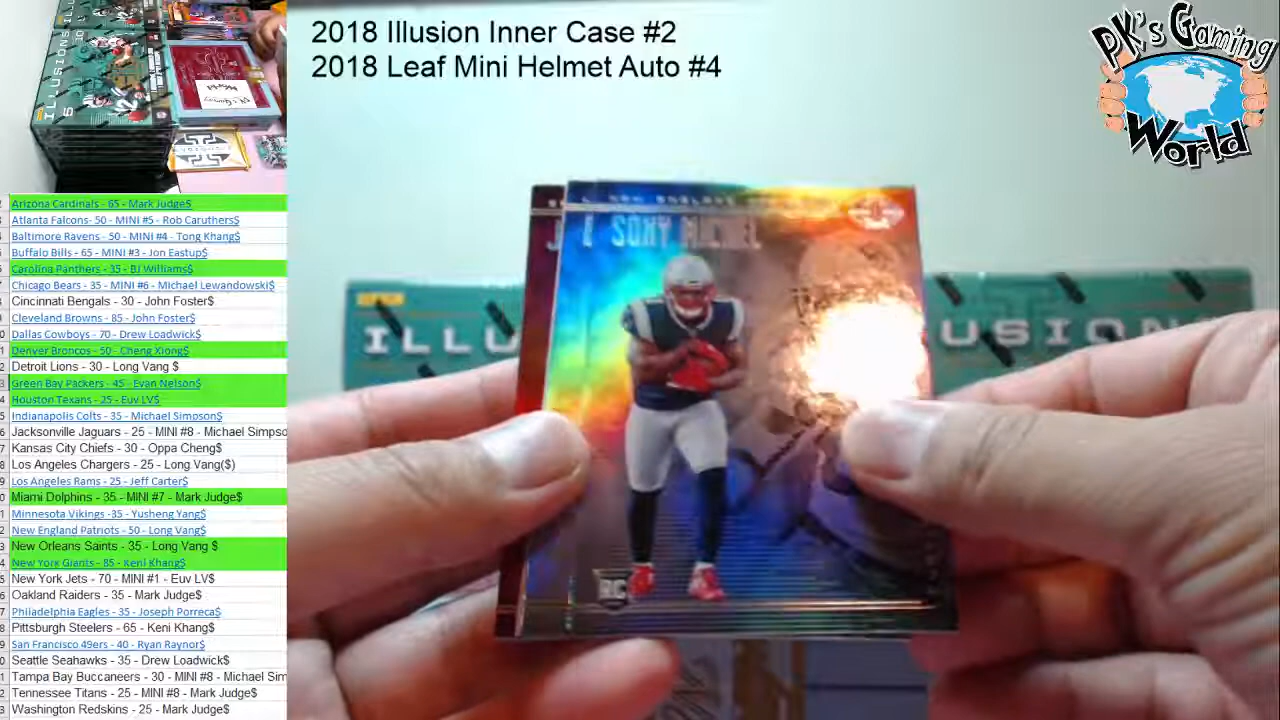 2018 Illusion Inner Case #2
2018 Leaf Mini Helmet Auto #4
PK's Gaming
World
ILLUSIONS
Arizona Cardinals - 65 - Mark Judge$
Atlanta Falcons- 50 - MINI #5 - Rob Caruthers$
Baltimore Ravens - 50 - MINI #4 - Tong Khang$
Buffalo Bills - 65 - MINI #3 - Jon Eastup$
Carolina Panthers - 35 - BJ Williams$
Chicago Bears - 35 - MINI #6 - Michael Lewandowski$
Cincinnati Bengals - 30 - John Foster$
Cleveland Browns - 85 - John Foster$
Dallas Cowboys - 70 - Drew Loadwick$
Denver Broncos - 50 - Cheng Xiong$
Detroit Lions - 30 - Long Vang $
Green Bay Packers - 45 - Evan Nelson$
Houston Texans - 25 - Euv LV$
Indianapolis Colts - 35 - Michael Simpson$
Jacksonville Jaguars - 25 - MINI #8 - Michael Simpso
Kansas City Chiefs - 30 - Oppa Cheng$
Los Angeles Chargers - 25 - Long Vang($)
Los Angeles Rams - 25 - Jeff Carter$
Miami Dolphins - 35 - MINI #7 - Mark Judge$
Minnesota Vikings -35 - Yusheng Yang$
New England Patriots - 50 - Long Vang$
New Orleans Saints - 35 - Long Vang $
New York Giants - 85 - Keni Khang$
New York Jets - 70 - MINI #1 - Euv LV$
Oakland Raiders - 35 - Mark Judge$
Philadelphia Eagles - 35 - Joseph Porreca$
Pittsburgh Steelers - 65 - Keni Khang$
San Francisco 49ers - 40 - Ryan Raynor$
Seattle Seahawks - 35 - Drew Loadwick$
Tampa Bay Buccaneers - 30 - MINI #8 - Michael Sim
Tennessee Titans - 25 - MINI #8 - Mark Judge$
Washington Redskins - 25 - Mark Judge$
NEW ENGLAND
SONY MICHEL
RC
ILLU
USIONS